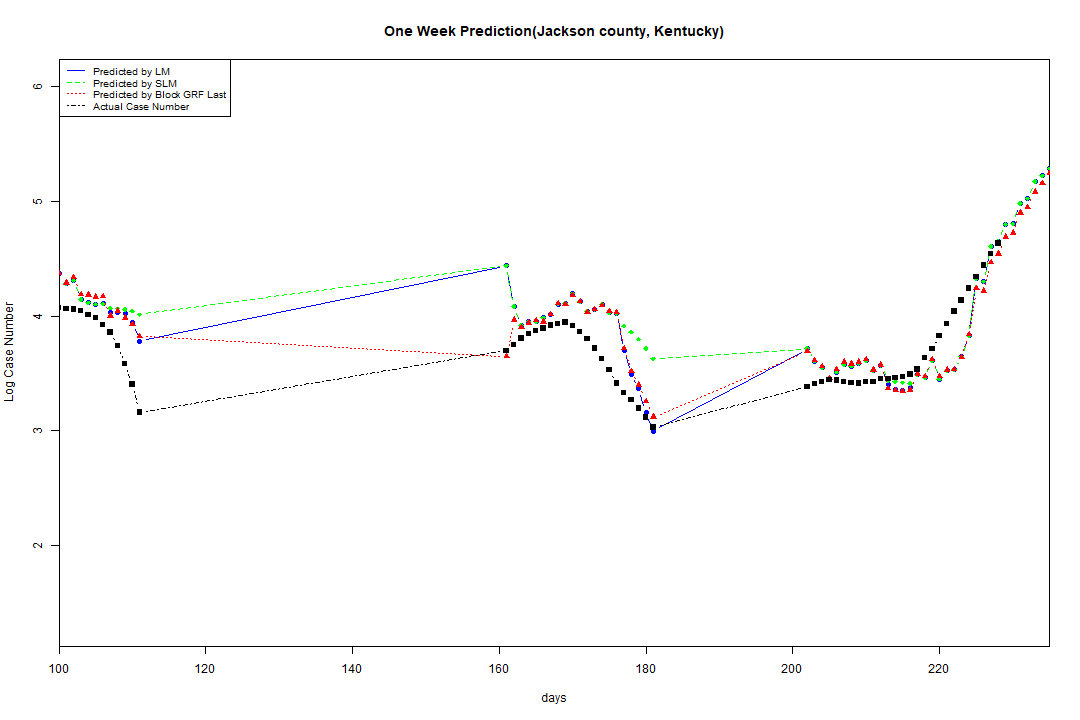 One Week Prediction(Jackson county, Kentucky)
Predicted by LM
Predicted by SLM
Predicted by Block GRF Last
Actual Case Number
6
5
4
3
2
Log Case Number
100 120 140 160 180 200 220
days